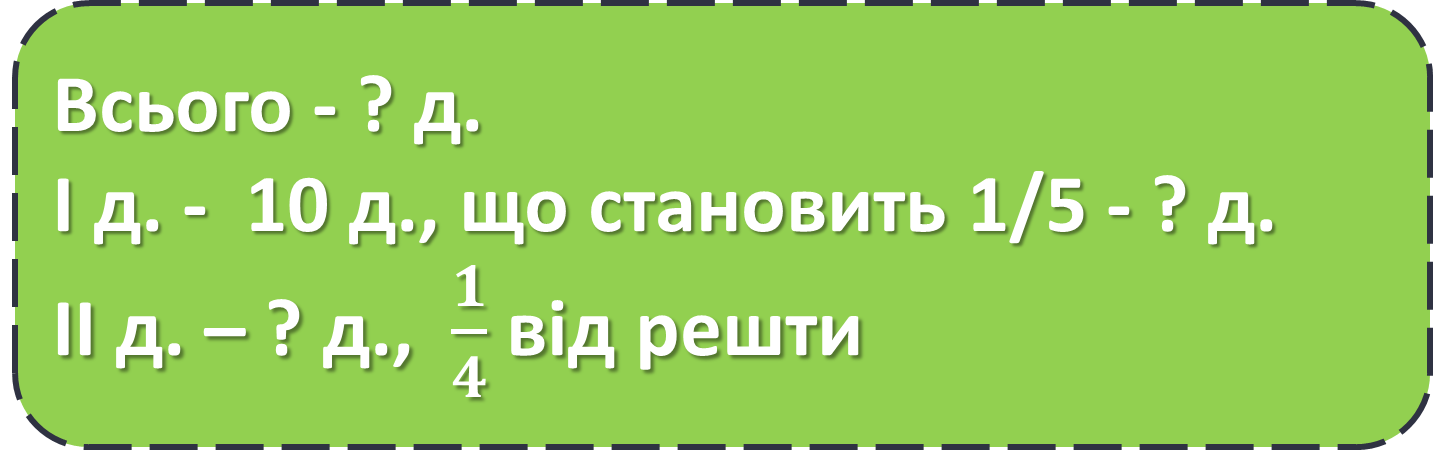 Всього - ? д.
І д. - 10 д., що становить 1/5 - ? д.
ІІ д. – ? д., 1/4 від решти